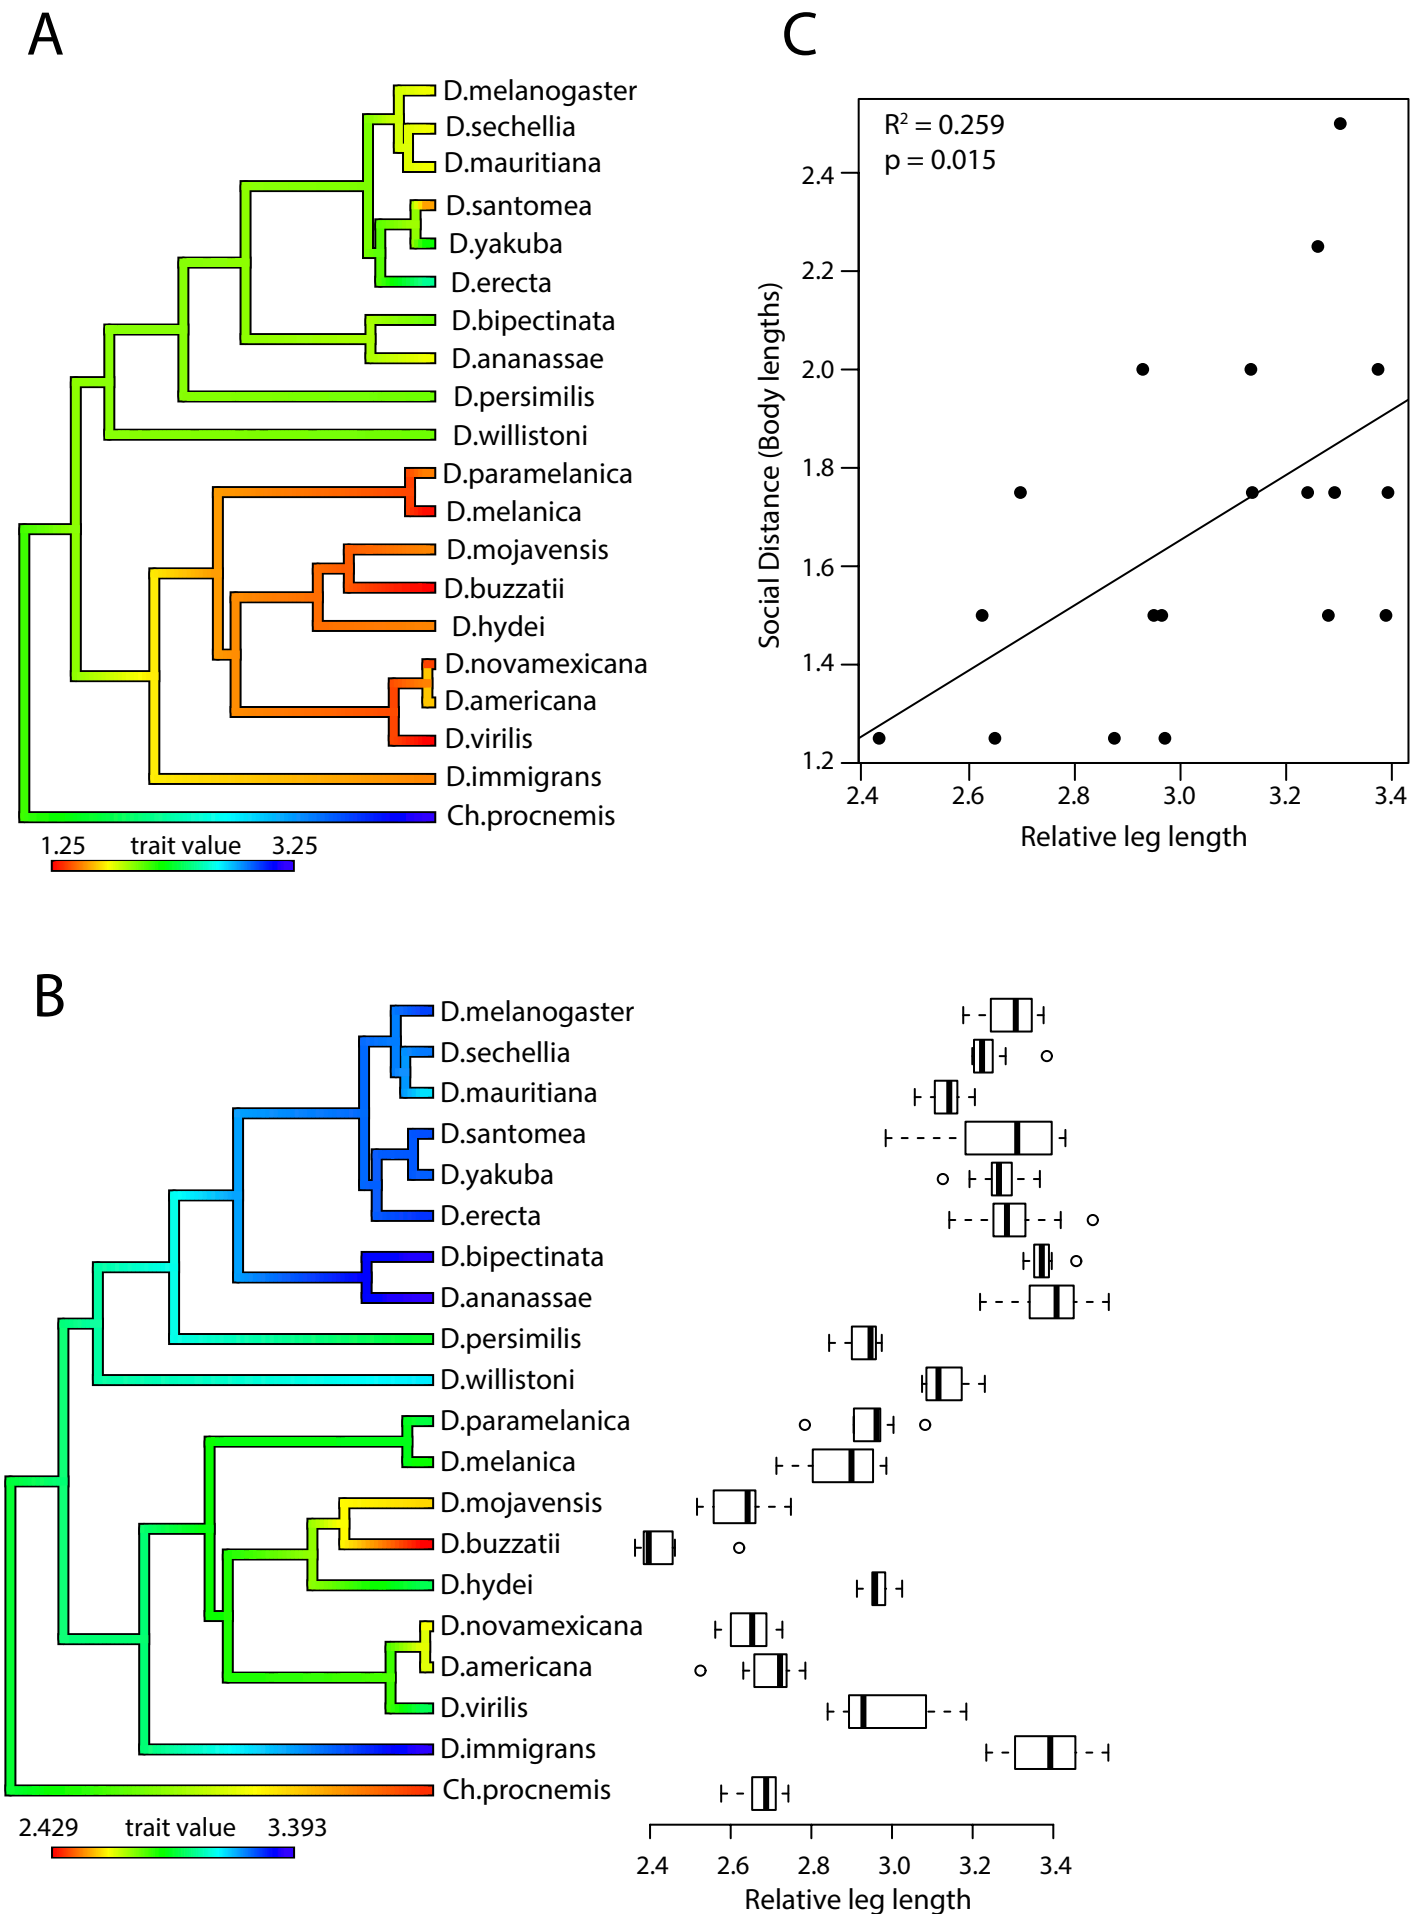 A
D.melanogaster
D.sechellia
D.mauritiana
D.santomea
D.yakuba
D.erecta
D.bipectinata
D.ananassae
D.persimilis
D.willistoni
D.paramelanica
D.melanica
D.mojavensis
D.buzzatii
D.hydei
D.novamexicana
D.americana
D.virilis
D.immigrans
Ch.procnemis
1.25 trait value 3.25
C
R² = 0.259
p = 0.015
Social Distance (Body lengths)
2.4
2.2
2.0
1.8
1.6
1.4
1.2
2.4 2.6 2.8 3.0 3.2 3.4
Relative leg length
B
D.melanogaster
D.sechellia
D.mauritiana
D.santomea
D.yakuba
D.erecta
D.bipectinata
D.ananassae
D.persimilis
D.willistoni
D.paramelanica
D.melanica
D.mojavensis
D.buzzatii
D.hydei
D.novamexicana
D.americana
D.virilis
D.immigrans
Ch.procnemis
2.429 trait value 3.393
2.4 2.6 2.8 3.0 3.2 3.4
Relative leg length